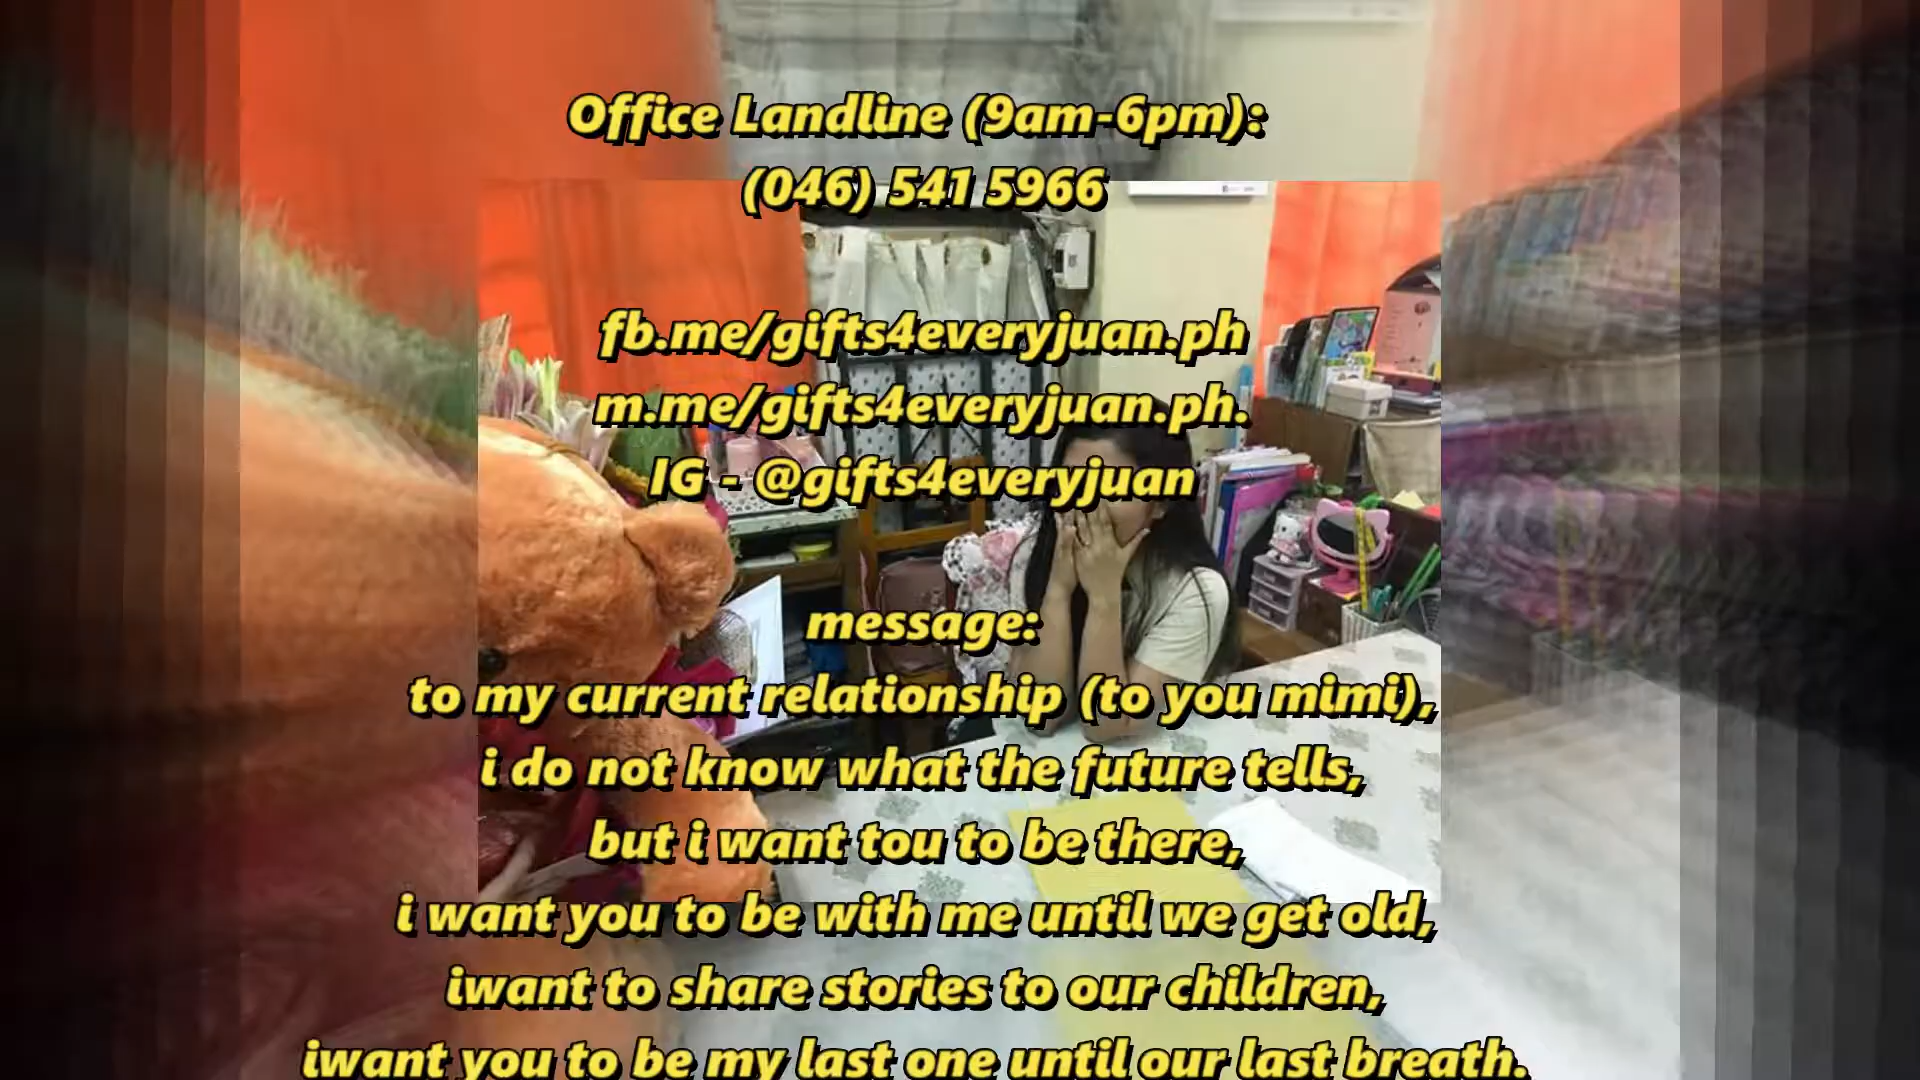 Office Landline (9am-6pm):
(046) 541 5966
fb.me/gifts4everyjuan.ph
m.me/gifts4everyjuan.ph.
IG - @gifts4everyjuan
message:
to my current relationship (to you mimi),
i do not know what the future tells,
but i want tou to be there,
i want you to be with me until we get old,
iwant to share stories to our children,
iwant you to be my last one until our last breath.